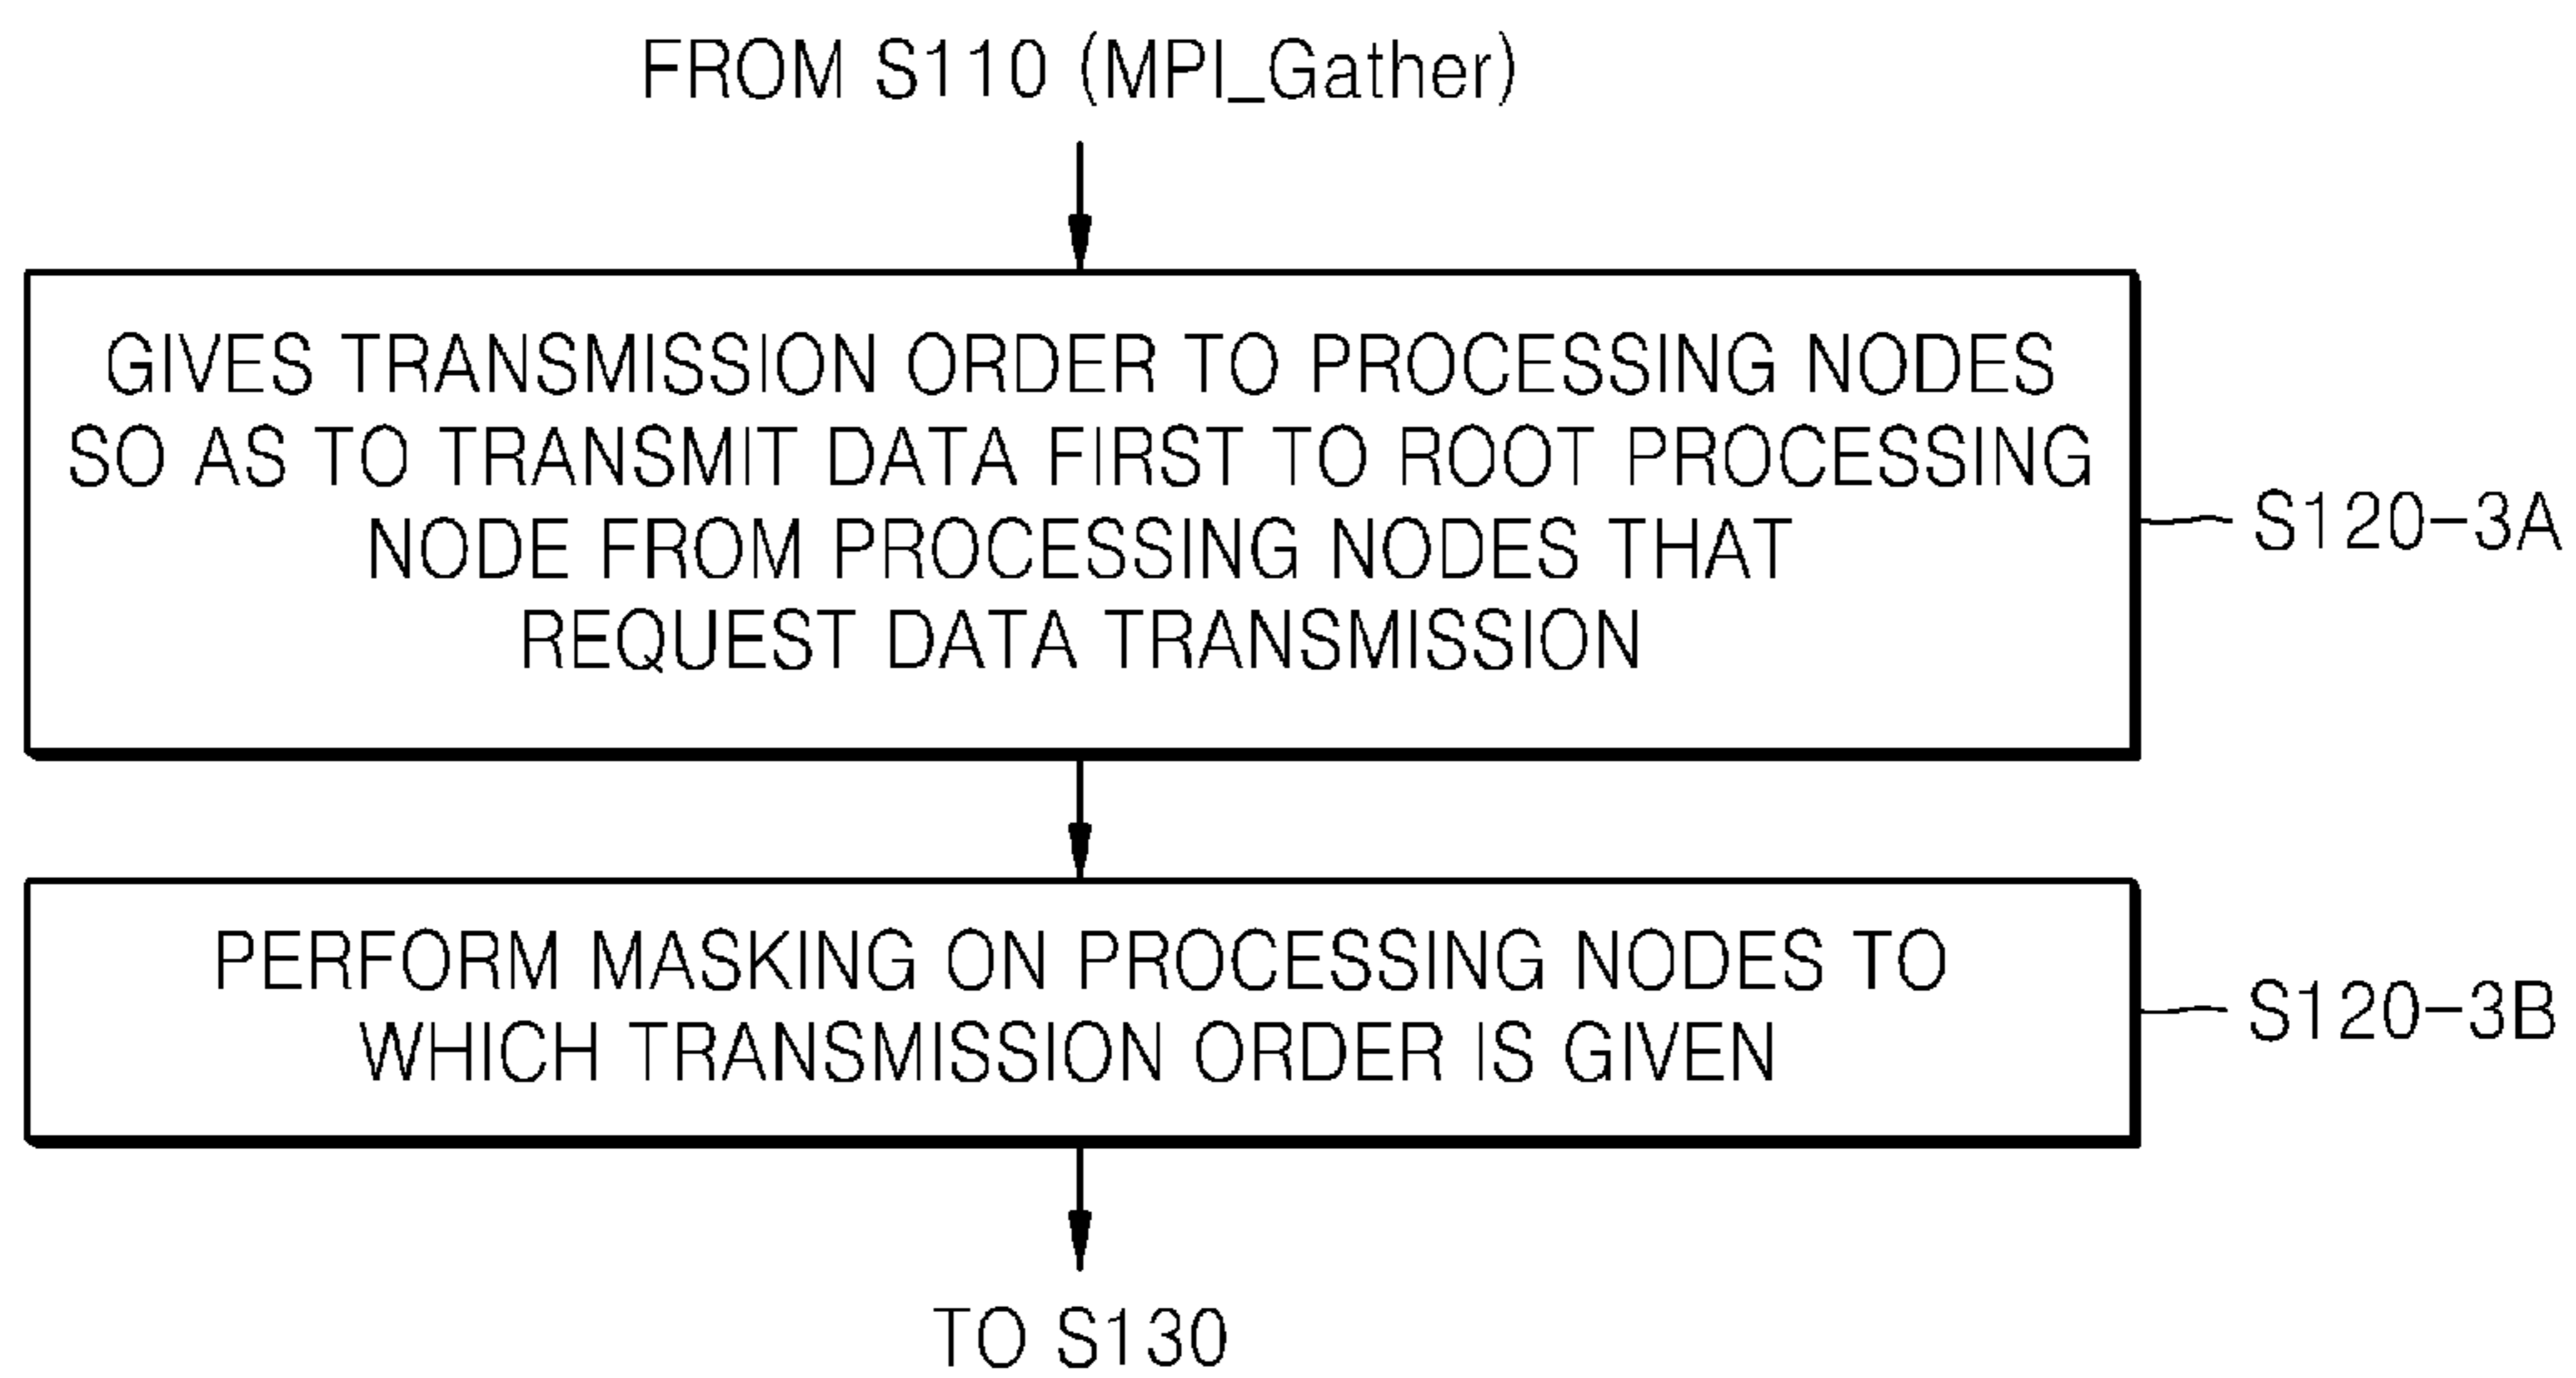 FROM S110 (MPI_Gather)
GIVES TRANSMISSION ORDER TO PROCESSING NODES
SO AS TO TRANSMIT DATA FIRST TO ROOT PROCESSING
NODE FROM PROCESSING NODES THAT
REQUEST DATA TRANSMISSION
S120-3A
PERFORM MASKING ON PROCESSING NODES TO
WHICH TRANSMISSION ORDER IS GIVEN
S120-3B
TO S130